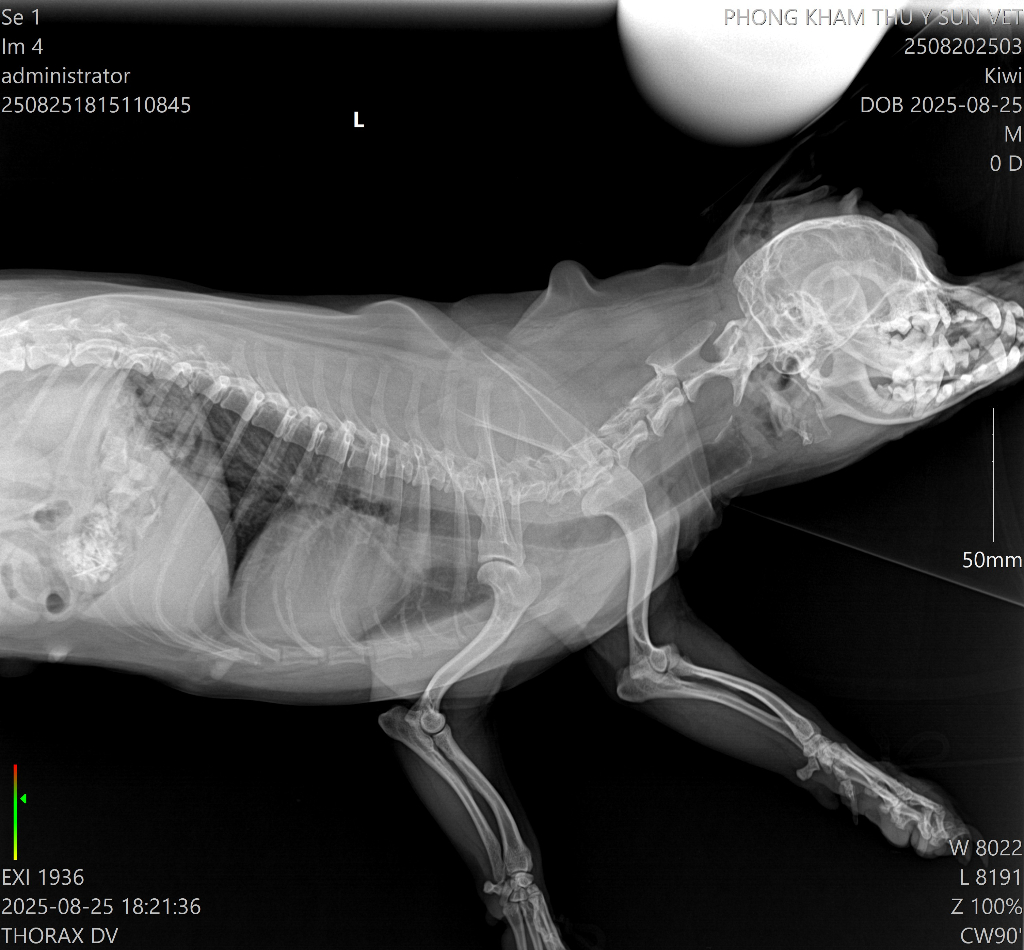 Se 1
Im 4
administrator
2508251815110845
PHONG KHAM THU Y SUN VET
2508202503
Kiwi
DOB 2025-08-25
M
0 D
L
50mm
EXI 1936
2025-08-25 18:21:36
THORAX DV
W 8022
L 8191
Z 100%
CW90'